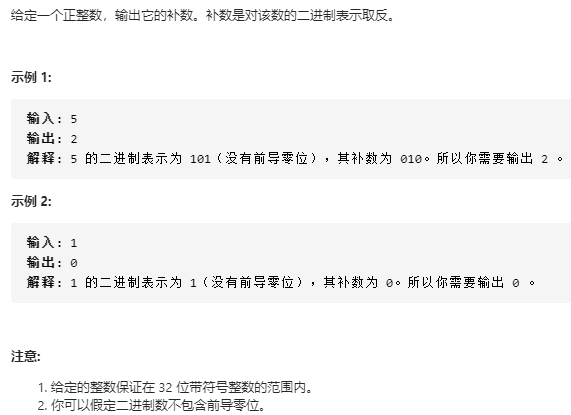 给定一个正整数，输出它的补数。补数是对该数的二进制表示取反。
示例 1:
输入: 5
输出: 2
解释: 5 的二进制表示为 101（没有前导零位），其补数为 010。所以你需要输出 2 。
示例 2:
输入: 1
输出: 0
解释: 1 的二进制表示为 1（没有前导零位），其补数为 0。所以你需要输出 0 。
注意:
1. 给定的整数保证在 32 位带符号整数的范围内。
2. 你可以假定二进制数不包含前导零位。